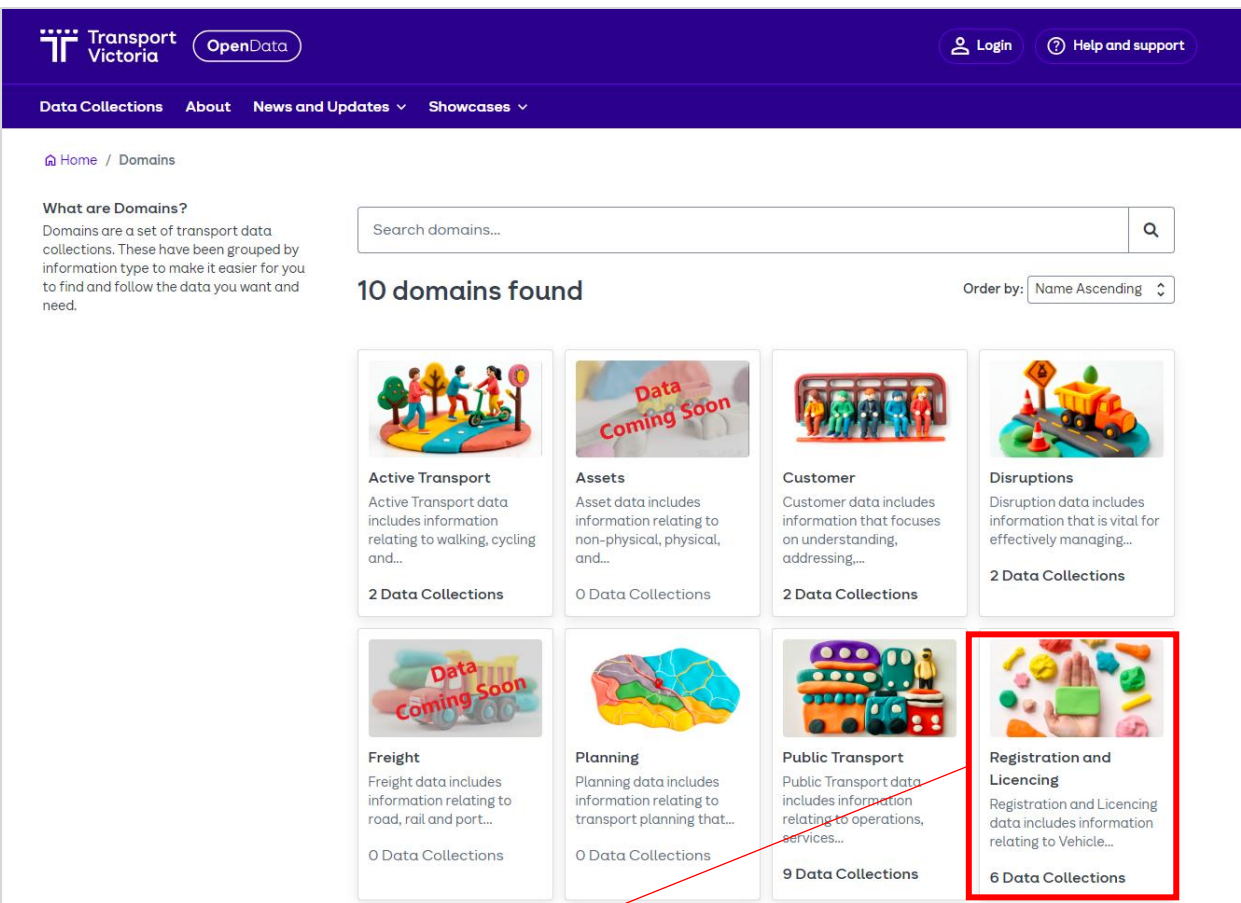 Transport
Victoria
OpenData
Login
Help and support
Data Collections
About
News and Updates
Showcases
Home / Domains
What are Domains?
Domains are a set of transport data
collections. These have been grouped by
information type to make it easier for you
to find and follow the data you want and
need.
Search domains...
10 domains found
Order by: Name Ascending
Active Transport
Active Transport data
includes information
relating to walking, cycling
and...
2 Data Collections
Data
Coming Soon
Assets
Asset data includes
information relating to
non-physical, physical,
and...
0 Data Collections
Customer
Customer data includes
information that focuses
on understanding,
addressing,...
2 Data Collections
Disruptions
Disruption data includes
information that is vital for
effectively managing...
2 Data Collections
Data
Coming Soon
Freight
Freight data includes
information relating to
road, rail and port...
0 Data Collections
Planning
Planning data includes
information relating to
transport planning that...
0 Data Collections
Public Transport
Public Transport data
includes information
relating to operations,
services...
9 Data Collections
Registration and
Licencing
Registration and Licencing
data includes information
relating to Vehicle...
6 Data Collections